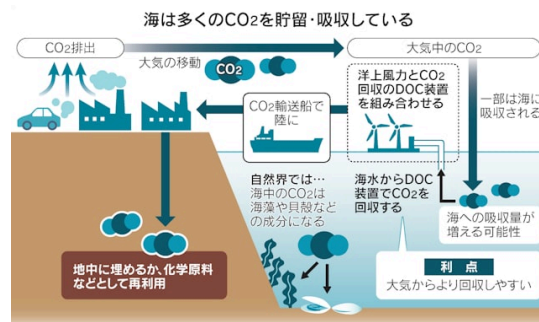 海は多くのCO2を貯留・吸収している
CO2排出
大気の移動
CO2
大気中のCO2
洋上風力とCO2
回収のDOC装置
を組み合わせる
一部は海に
吸収される
CO2輸送船で
陸に
自然界では…
海中のCO2は
海藻や貝殻など
の成分になる
海水からDOC
装置でCO2を
回収する
海への吸収量が
増える可能性
地中に埋めるか、化学原料
などとして再利用
利点
大気からより回収しやすい